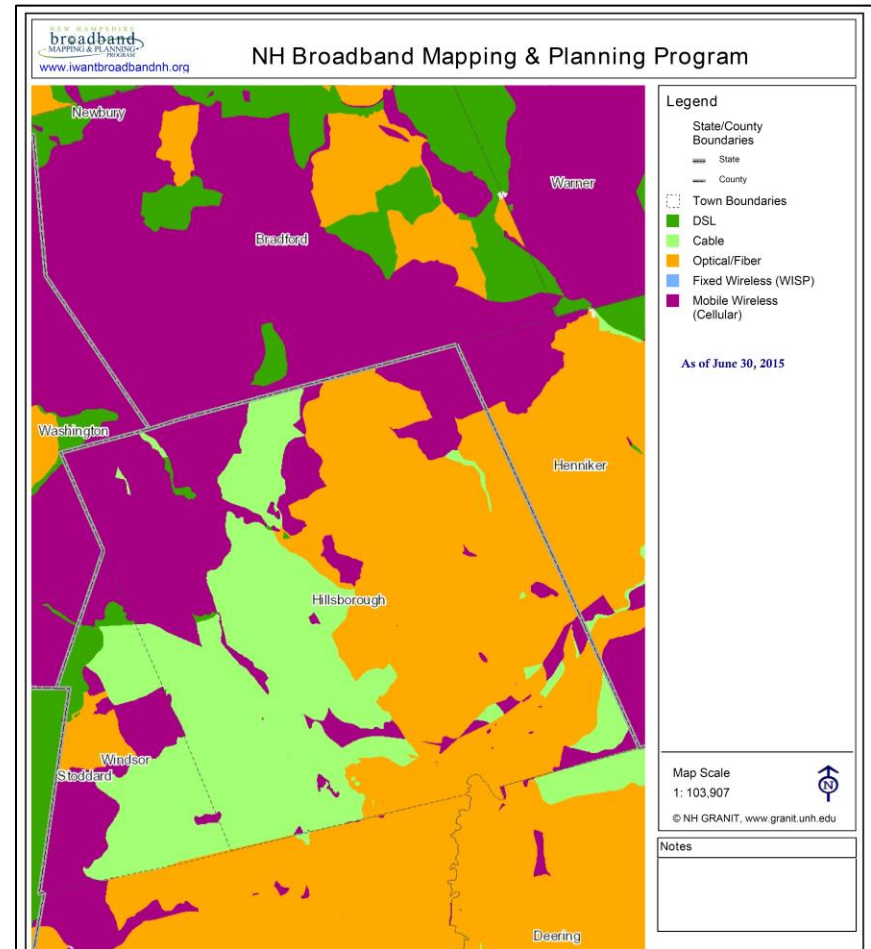 NEW HAMPSHIRE
broadband
MAPPING & PLANNING
PROGRAM
www.iwantbroadbandnh.org
NH Broadband Mapping & Planning Program
Newbury
Warner
Bradford
Washington
Henniker
Hillsborough
Windsor
Stoddard
Deering
Legend
State/County
Boundaries
State
County
Town Boundaries
DSL
Cable
Optical/Fiber
Fixed Wireless (WISP)
Mobile Wireless
(Cellular)
As of June 30, 2015
Map Scale
1: 103,907
N
© NH GRANIT, www.granit.unh.edu
Notes